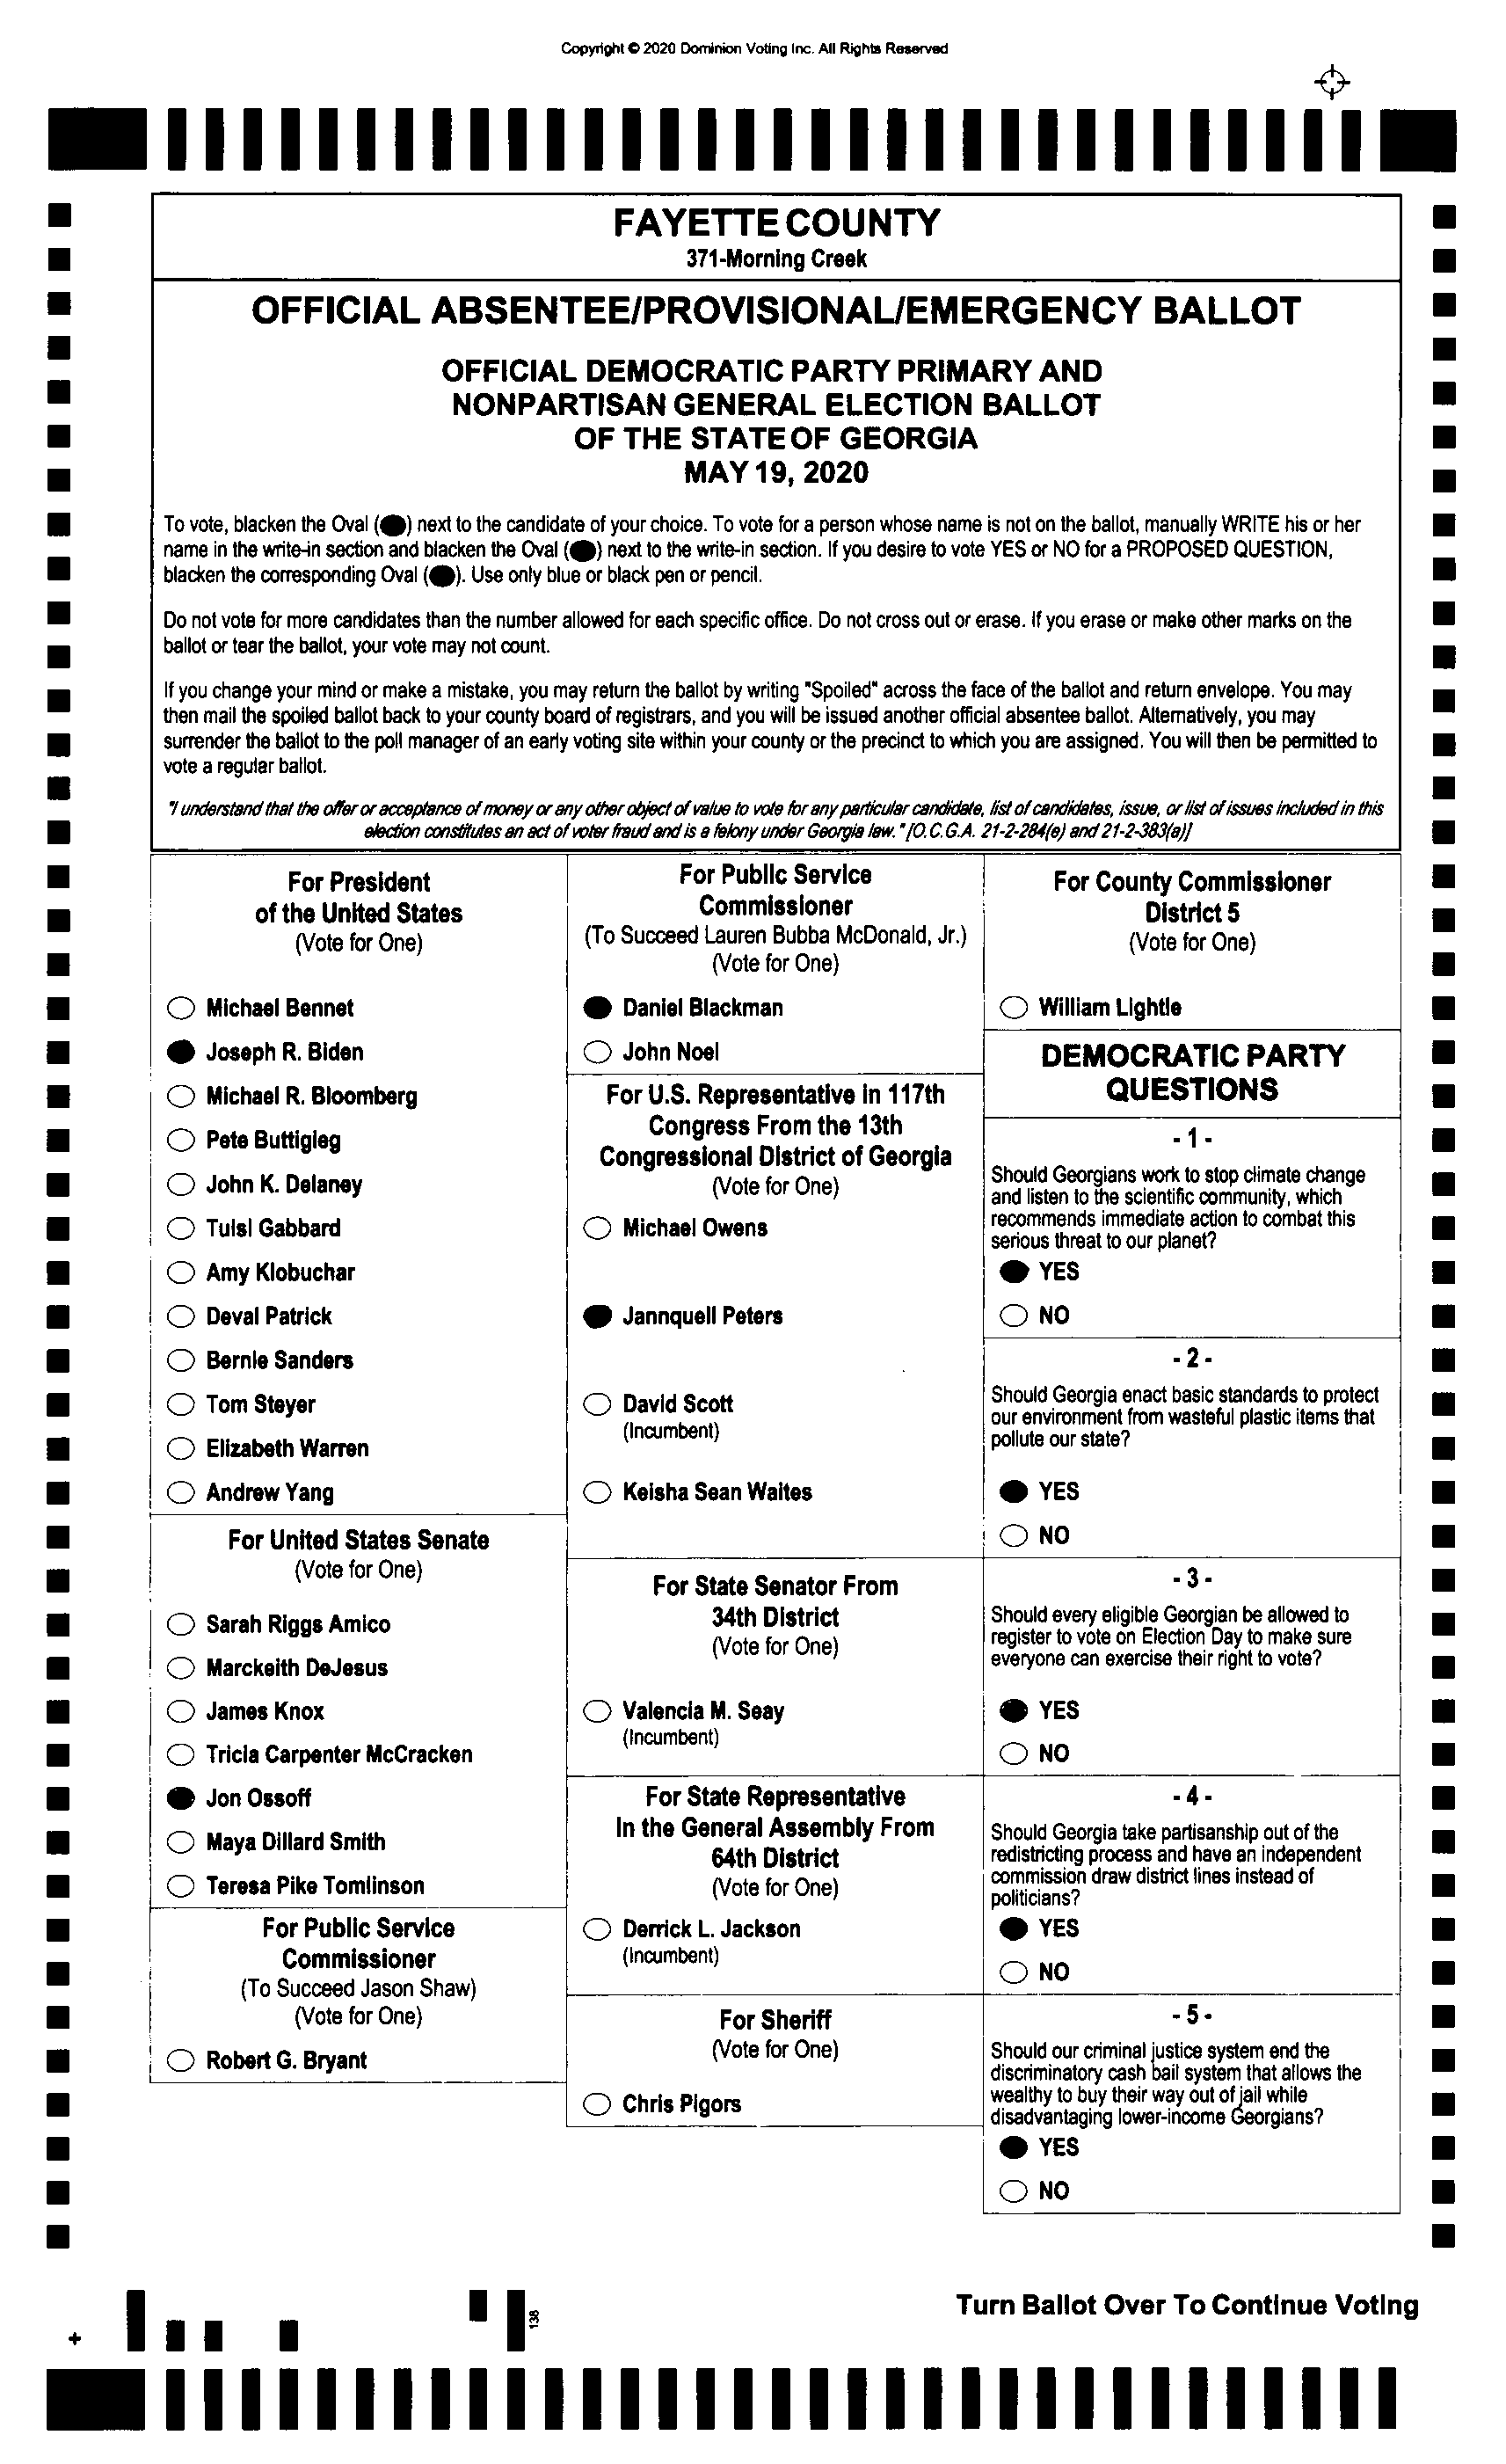 Copyright © 2020 Dominion Voting Inc. All Rights Reserved
FAYETTE COUNTY
371-Morning Creek
OFFICIAL ABSENTEE/PROVISIONAL/EMERGENCY BALLOT
OFFICIAL DEMOCRATIC PARTY PRIMARY AND
NONPARTISAN GENERAL ELECTION BALLOT
OF THE STATE OF GEORGIA
MAY 19, 2020
To vote, blacken the Oval (⬬) next to the candidate of your choice. To vote for a person whose name is not on the ballot, manually WRITE his or her
name in the write-in section and blacken the Oval (⬬) next to the write-in section. If you desire to vote YES or NO for a PROPOSED QUESTION,
blacken the corresponding Oval (⬬). Use only blue or black pen or pencil.
Do not vote for more candidates than the number allowed for each specific office. Do not cross out or erase. If you erase or make other marks on the
ballot or tear the ballot, your vote may not count.
If you change your mind or make a mistake, you may return the ballot by writing "Spoiled" across the face of the ballot and return envelope. You may
then mail the spoiled ballot back to your county board of registrars, and you will be issued another official absentee ballot. Alternatively, you may
surrender the ballot to the poll manager of an early voting site within your county or the precinct to which you are assigned. You will then be permitted to
vote a regular ballot.
"I understand that the offer or acceptance of money or any other object of value to vote for any particular candidate, list of candidates, issue, or list of issues included in this
election constitutes an act of voter fraud and is a felony under Georgia law." [O.C.G.A. 21-2-284(e) and 21-2-383(a)]
For President
of the United States
(Vote for One)
Michael Bennet
Joseph R. Biden
Michael R. Bloomberg
Pete Buttigieg
John K. Delaney
Tulsi Gabbard
Amy Klobuchar
Deval Patrick
Bernie Sanders
Tom Steyer
Elizabeth Warren
Andrew Yang
For United States Senate
(Vote for One)
Sarah Riggs Amico
Marckeith DeJesus
James Knox
Tricia Carpenter McCracken
Jon Ossoff
Maya Dillard Smith
Teresa Pike Tomlinson
For Public Service
Commissioner
(To Succeed Jason Shaw)
(Vote for One)
Robert G. Bryant
For Public Service
Commissioner
(To Succeed Lauren Bubba McDonald, Jr.)
(Vote for One)
Daniel Blackman
John Noel
For U.S. Representative in 117th
Congress From the 13th
Congressional District of Georgia
(Vote for One)
Michael Owens
Jannquell Peters
David Scott
(Incumbent)
Keisha Sean Waites
For State Senator From
34th District
(Vote for One)
Valencia M. Seay
(Incumbent)
For State Representative
In the General Assembly From
64th District
(Vote for One)
Derrick L. Jackson
(Incumbent)
For Sheriff
(Vote for One)
Chris Pigors
For County Commissioner
District 5
(Vote for One)
William Lightle
DEMOCRATIC PARTY
QUESTIONS
- 1 -
Should Georgians work to stop climate change
and listen to the scientific community, which
recommends immediate action to combat this
serious threat to our planet?
YES
NO
- 2 -
Should Georgia enact basic standards to protect
our environment from wasteful plastic items that
pollute our state?
YES
NO
- 3 -
Should every eligible Georgian be allowed to
register to vote on Election Day to make sure
everyone can exercise their right to vote?
YES
NO
- 4 -
Should Georgia take partisanship out of the
redistricting process and have an independent
commission draw district lines instead of
politicians?
YES
NO
- 5 -
Should our criminal justice system end the
discriminatory cash bail system that allows the
wealthy to buy their way out of jail while
disadvantaging lower-income Georgians?
YES
NO
Turn Ballot Over To Continue Voting
138